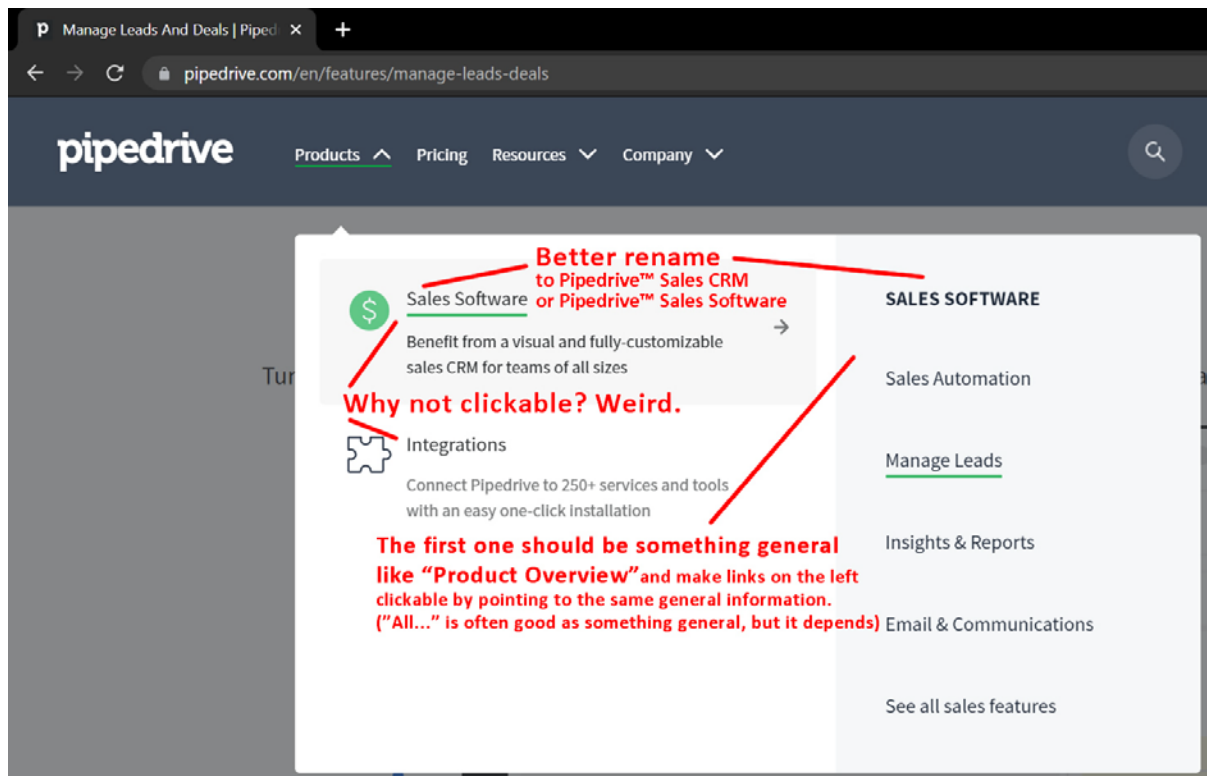 p Manage Leads And Deals | Piped
pipedrive.com/en/features/manage-leads-deals
pipedrive
Products Pricing Resources Company
Tur
Better rename
to Pipedrive™ Sales CRM
or Pipedrive™ Sales Software
Sales Software
Benefit from a visual and fully-customizable
sales CRM for teams of all sizes
Why not clickable? Weird.
Integrations
Connect Pipedrive to 250+ services and tools
with an easy one-click installation
The first one should be something general
like “Product Overview” and make links on the left
clickable by pointing to the same general information.
(”All...” is often good as something general, but it depends)
SALES SOFTWARE
Sales Automation
Manage Leads
Insights & Reports
Email & Communications
See all sales features